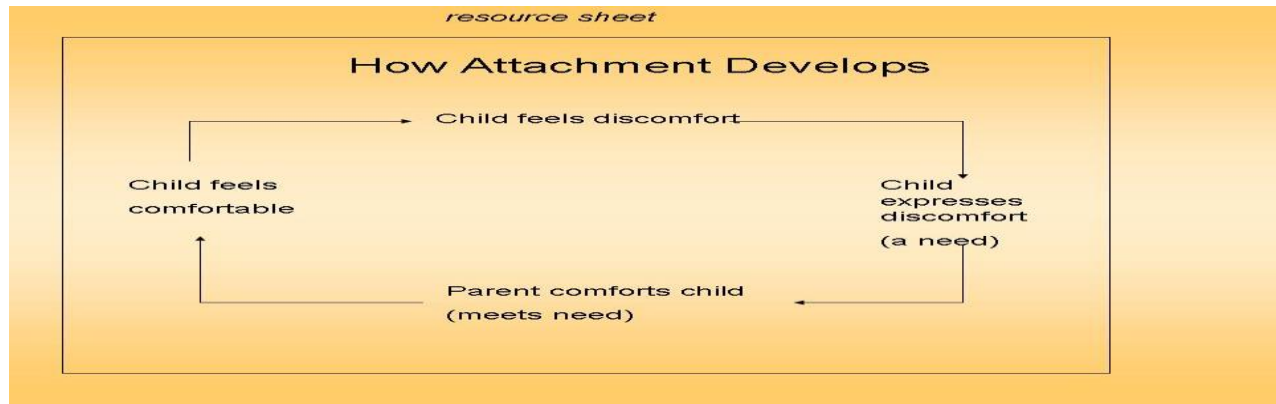 resource sheet
How Attachment Develops
Child feels discomfort
Child feels
comfortable
Child
expresses
discomfort
(a need)
Parent comforts child
(meets need)